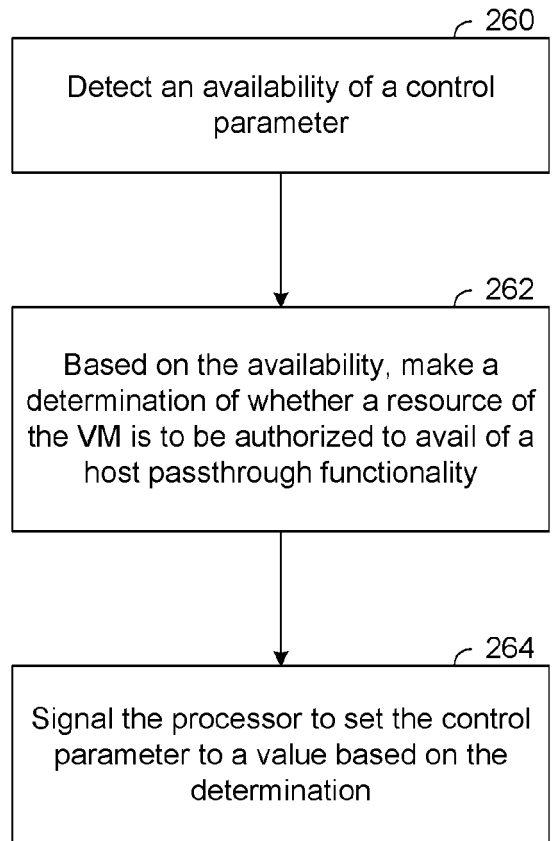 260
Detect an availability of a control
parameter
262
Based on the availability, make a
determination of whether a resource of
the VM is to be authorized to avail of a
host passthrough functionality
264
Signal the processor to set the control
parameter to a value based on the
determination